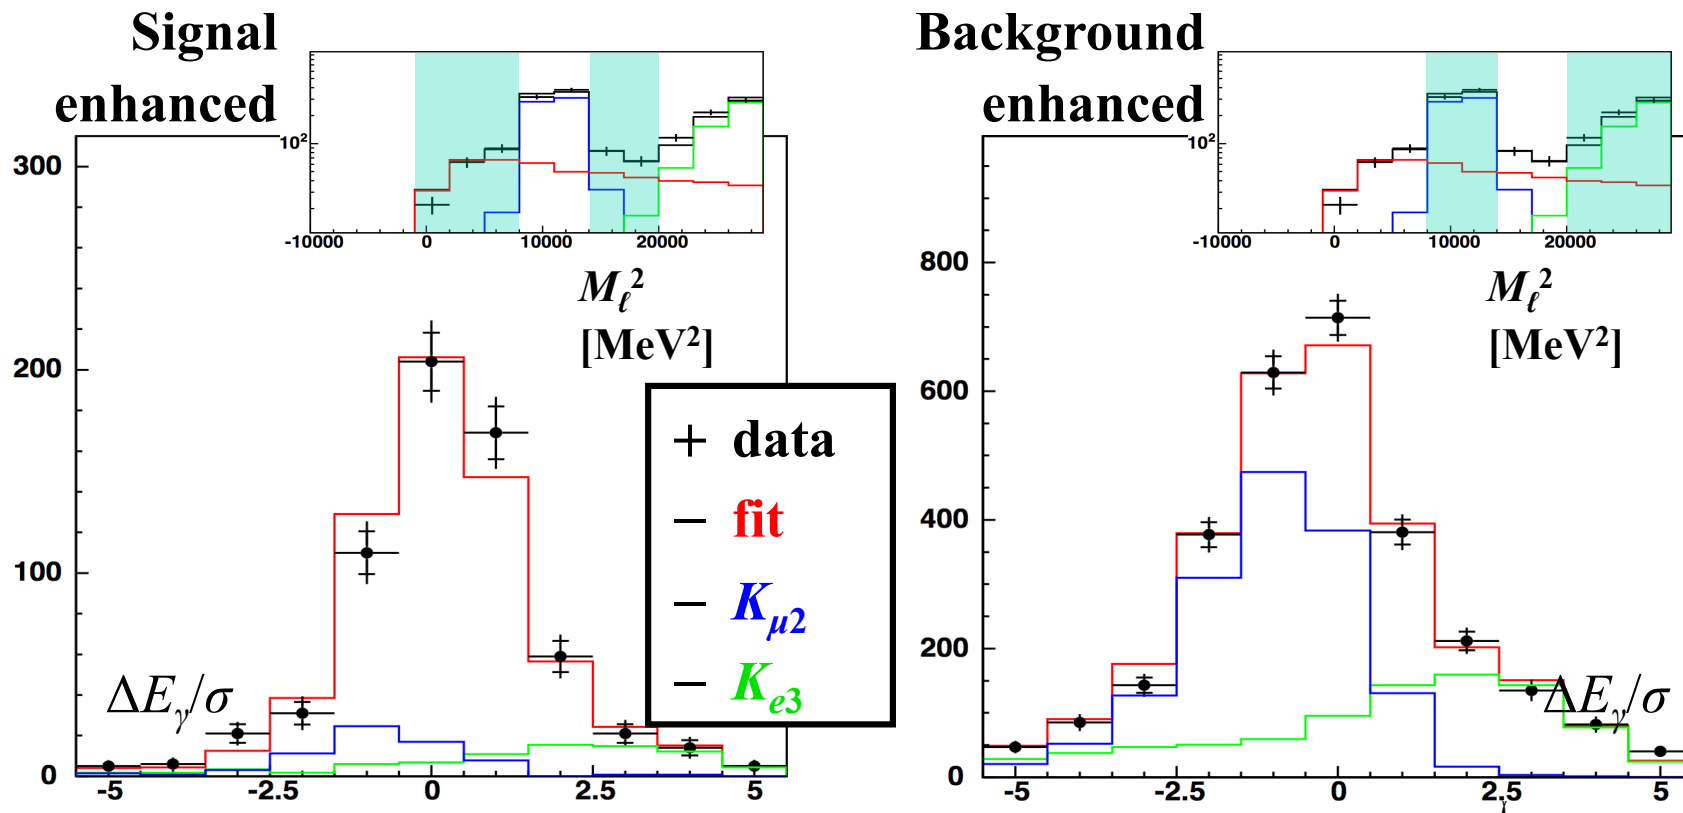 Signal
enhanced
10²
-10000 0 10000 20000
M_ℓ²
[MeV²]
300
200
100
0
ΔE_γ/σ
-5 -2.5 0 2.5 5
+ data
– fit
– K_μ2
– K_e3
Background
enhanced
10²
-10000 0 10000 20000
M_ℓ²
[MeV²]
800
600
400
200
0
ΔE_γ/σ
-5 -2.5 0 2.5 5